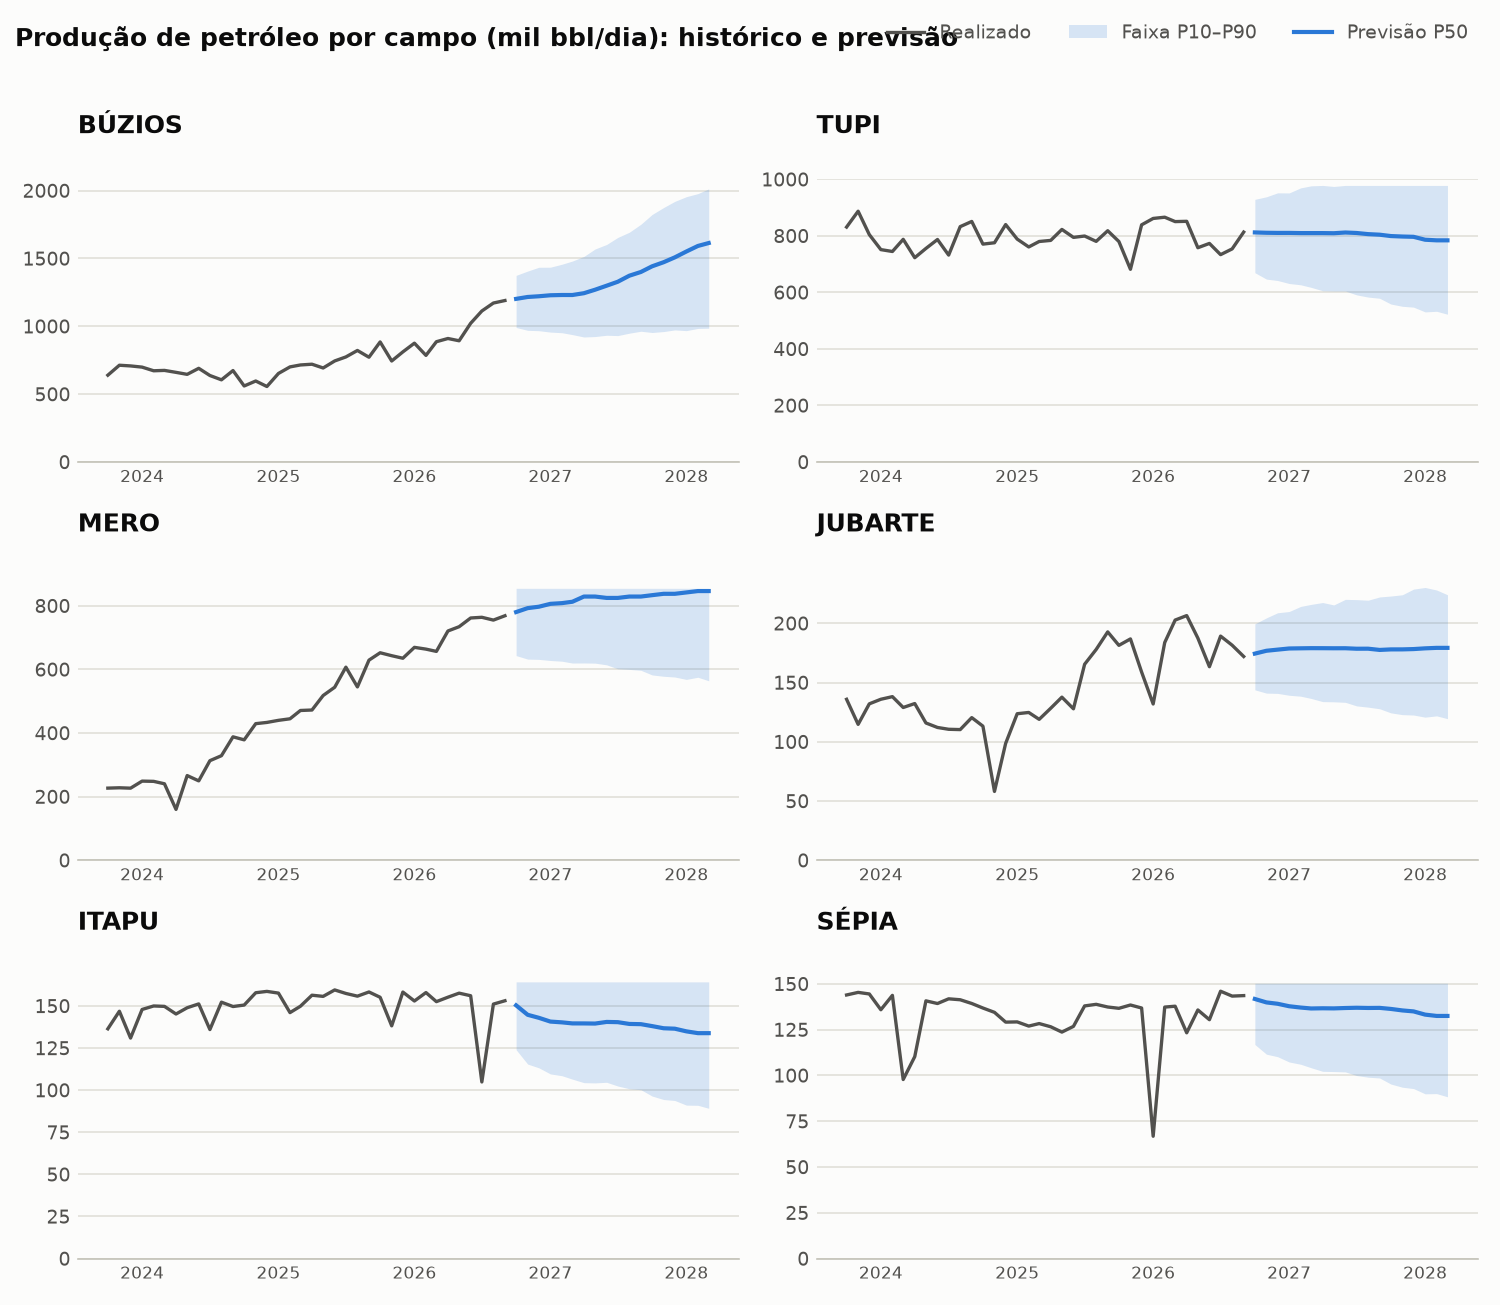 Produção de petróleo por campo (mil bbl/dia): histórico e previsão
Realizado
Faixa P10–P90
Previsão P50
BÚZIOS
2000
1500
1000
500
0
2024 2025 2026 2027 2028
TUPI
1000
800
600
400
200
0
2024 2025 2026 2027 2028
MERO
800
600
400
200
0
2024 2025 2026 2027 2028
JUBARTE
200
150
100
50
0
2024 2025 2026 2027 2028
ITAPU
150
125
100
75
50
25
0
2024 2025 2026 2027 2028
SÉPIA
150
125
100
75
50
25
0
2024 2025 2026 2027 2028